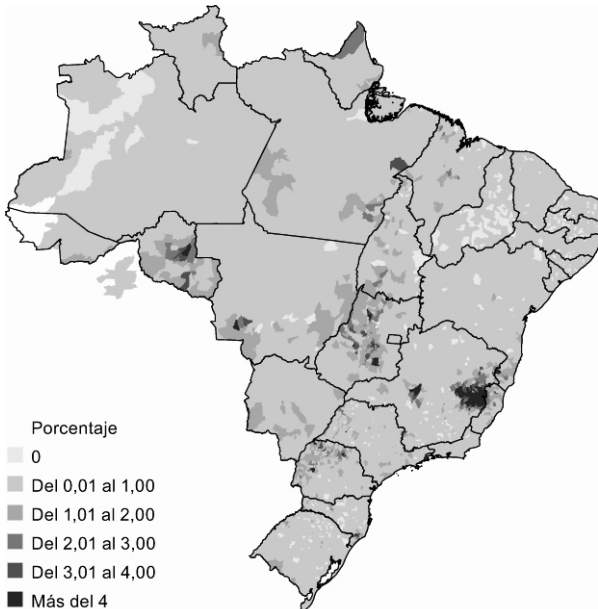 Porcentaje
0
Del 0,01 al 1,00
Del 1,01 al 2,00
Del 2,01 al 3,00
Del 3,01 al 4,00
Más del 4